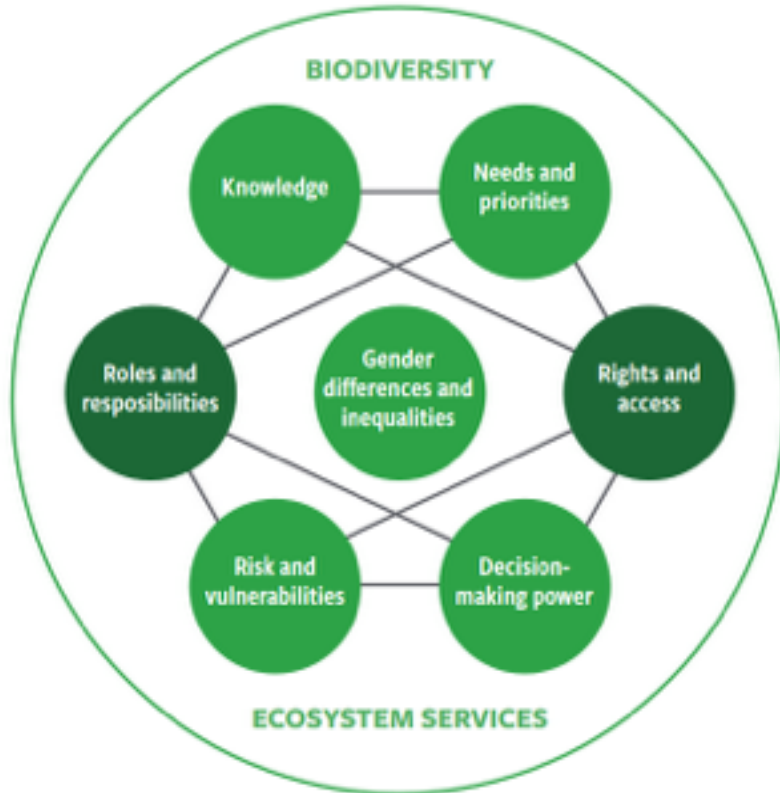 BIODIVERSITY
Knowledge
Needs and
priorities
Roles and
resposibilities
Gender
differences and
inequalities
Rights and
access
Risk and
vulnerabilities
Decision-
making power
ECOSYSTEM SERVICES